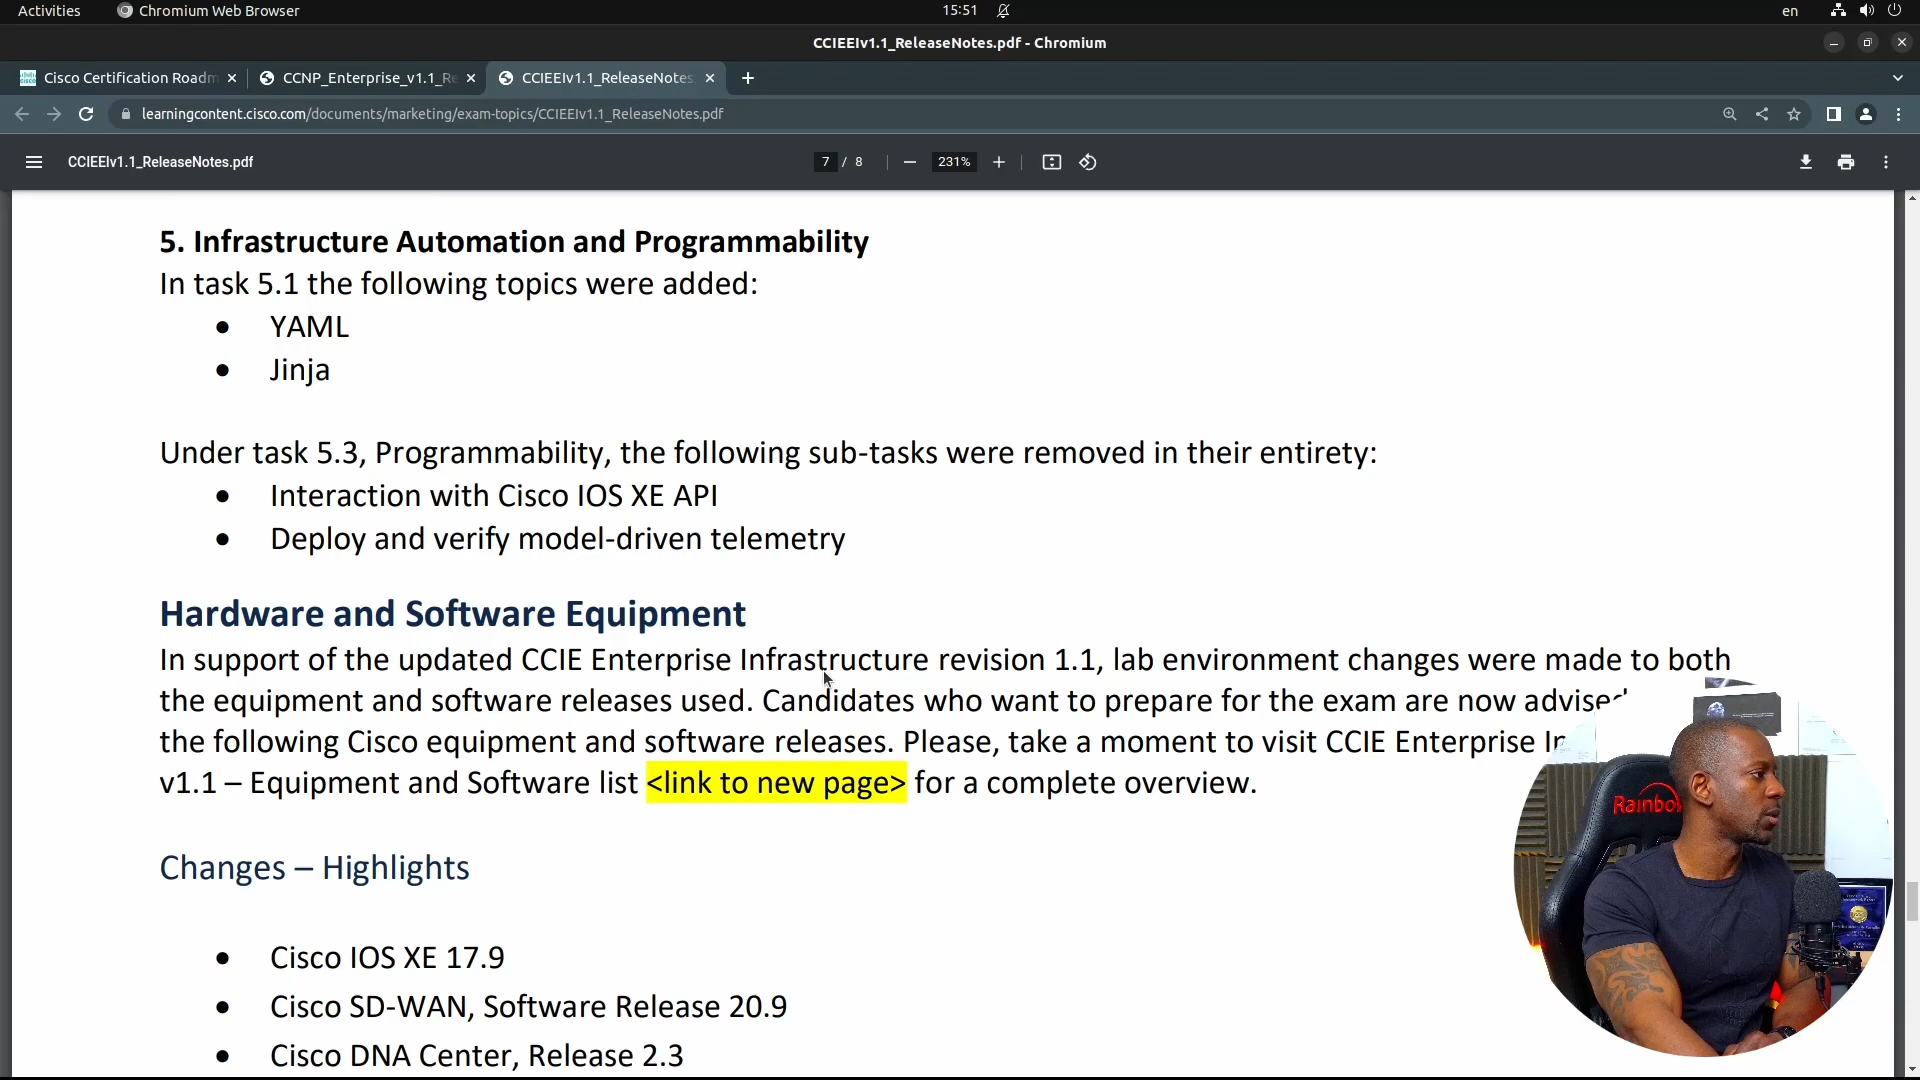 Activities
Chromium Web Browser
15:51
en
CCIEEIv1.1_ReleaseNotes.pdf - Chromium
Cisco Certification Roadm
CCNP_Enterprise_v1.1_Re
CCIEEIv1.1_ReleaseNotes
learningcontent.cisco.com/documents/marketing/exam-topics/CCIEEIv1.1_ReleaseNotes.pdf
CCIEEIv1.1_ReleaseNotes.pdf
7 / 8
231%
5. Infrastructure Automation and Programmability
In task 5.1 the following topics were added:
• YAML
• Jinja
Under task 5.3, Programmability, the following sub-tasks were removed in their entirety:
• Interaction with Cisco IOS XE API
• Deploy and verify model-driven telemetry
Hardware and Software Equipment
In support of the updated CCIE Enterprise Infrastructure revision 1.1, lab environment changes were made to both
the equipment and software releases used. Candidates who want to prepare for the exam are now advised
the following Cisco equipment and software releases. Please, take a moment to visit CCIE Enterprise In
v1.1 – Equipment and Software list <link to new page> for a complete overview.
Changes – Highlights
• Cisco IOS XE 17.9
• Cisco SD-WAN, Software Release 20.9
• Cisco DNA Center, Release 2.3
Rainbo